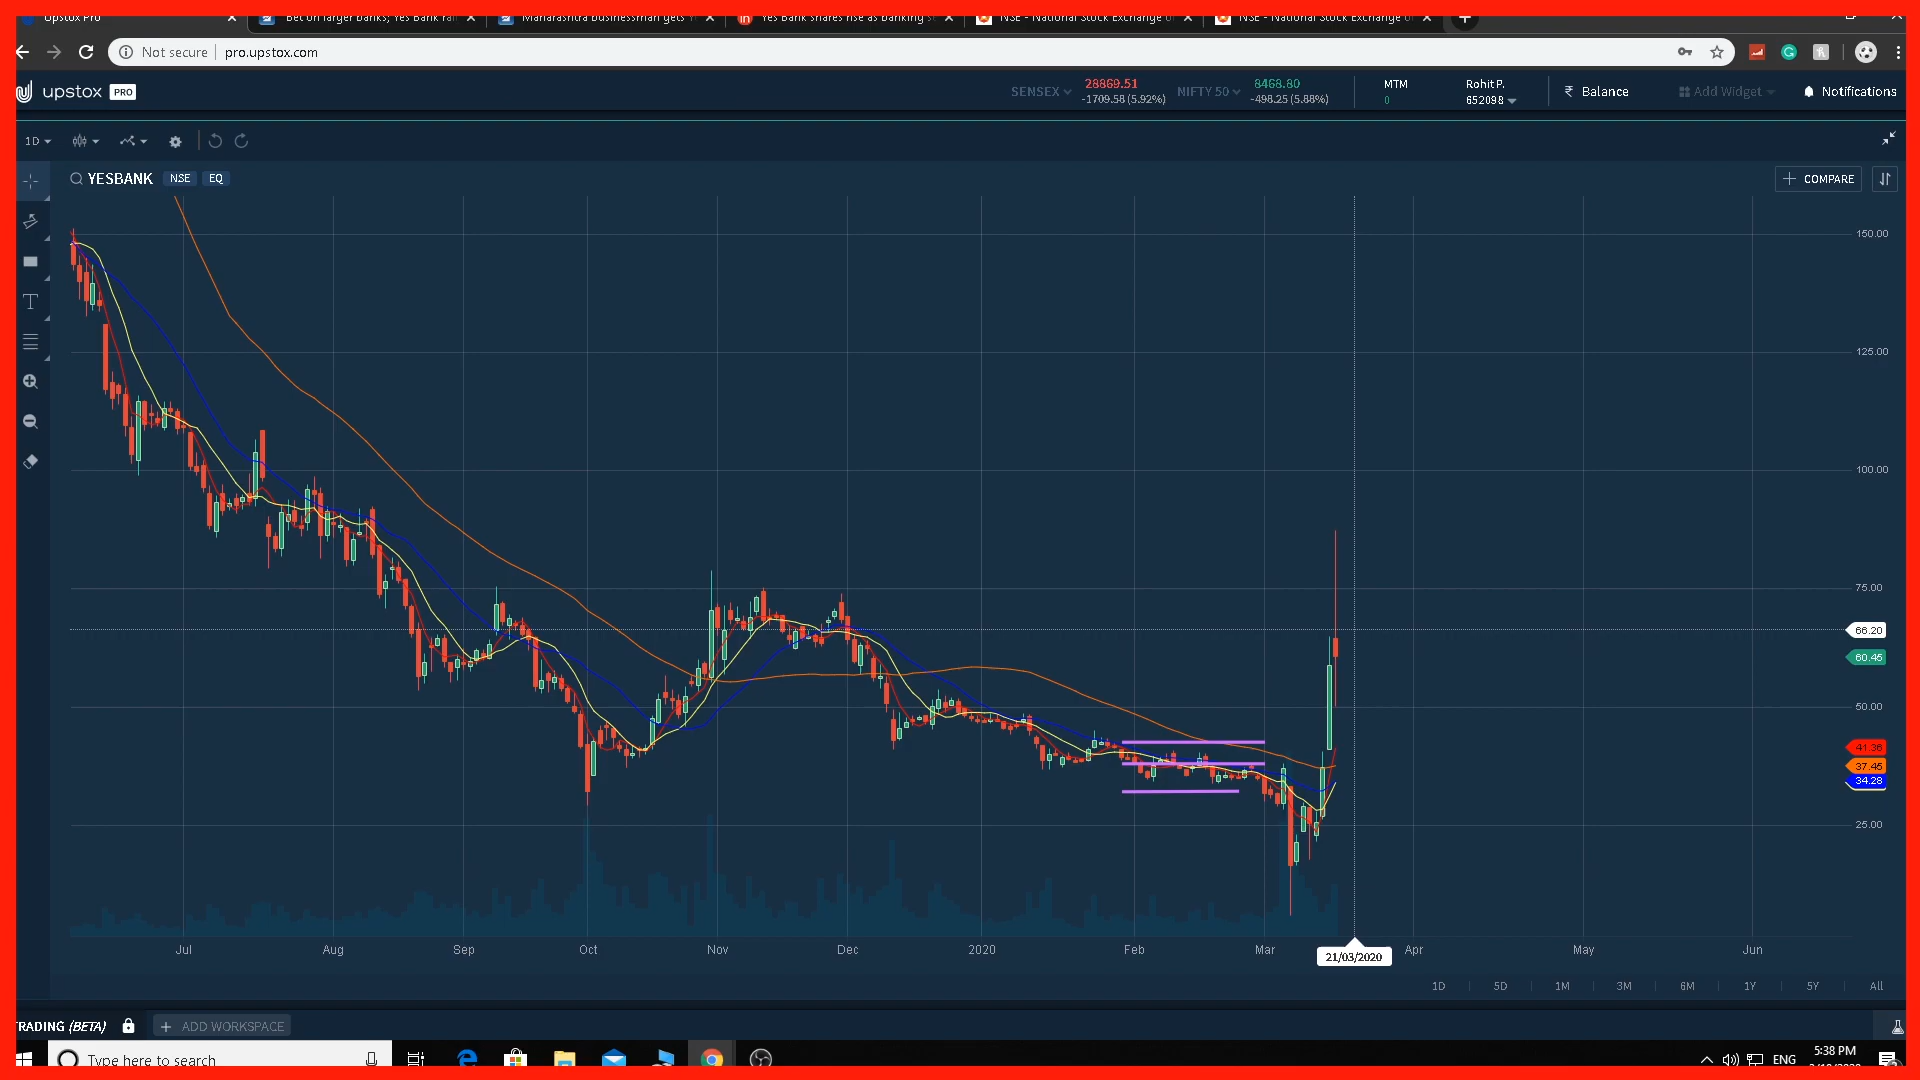 Upstox Pro
Bet on larger banks; Yes Bank
Maharashtra businessman gets
Yes Bank shares rise as banking
NSE - National Stock Exchange
NSE - National Stock Exchange
Not secure
pro.upstox.com
upstox PRO
SENSEX 28869.51 -1709.58 (5.92%)
NIFTY 50 8468.80 -498.25 (5.88%)
MTM 0
Rohit P. 652098
₹ Balance
Add Widget
Notifications
1D
YESBANK NSE EQ
+ COMPARE
150.00
125.00
100.00
75.00
66.20
60.45
50.00
41.36
37.45
34.28
25.00
Jul Aug Sep Oct Nov Dec 2020 Feb Mar Apr May Jun
21/03/2020
1D 5D 1M 3M 6M 1Y 5Y All
TRADING (BETA)
+ ADD WORKSPACE
Type here to search
ENG
5:38 PM